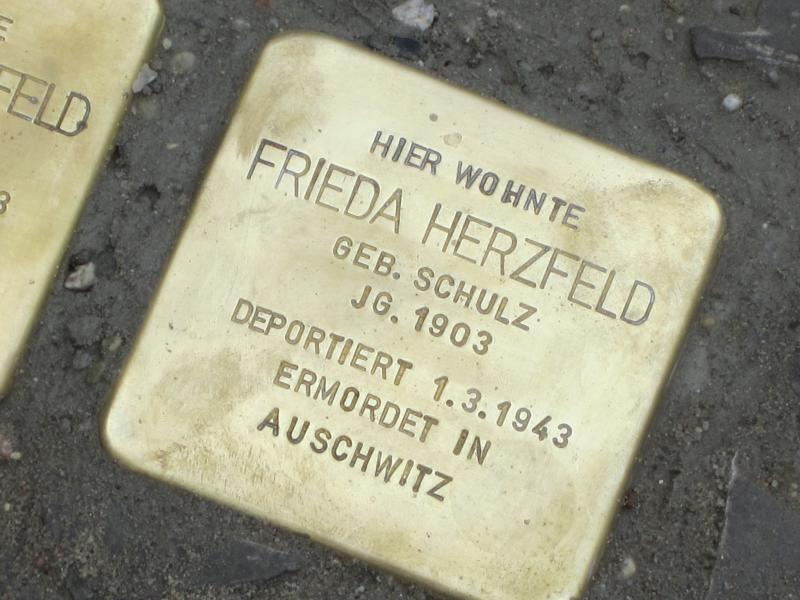 HIER WOHNTE
FRIEDA HERZFELD
GEB. SCHULZ
JG. 1903
DEPORTIERT 1.3.1943
ERMORDET IN
AUSCHWITZ